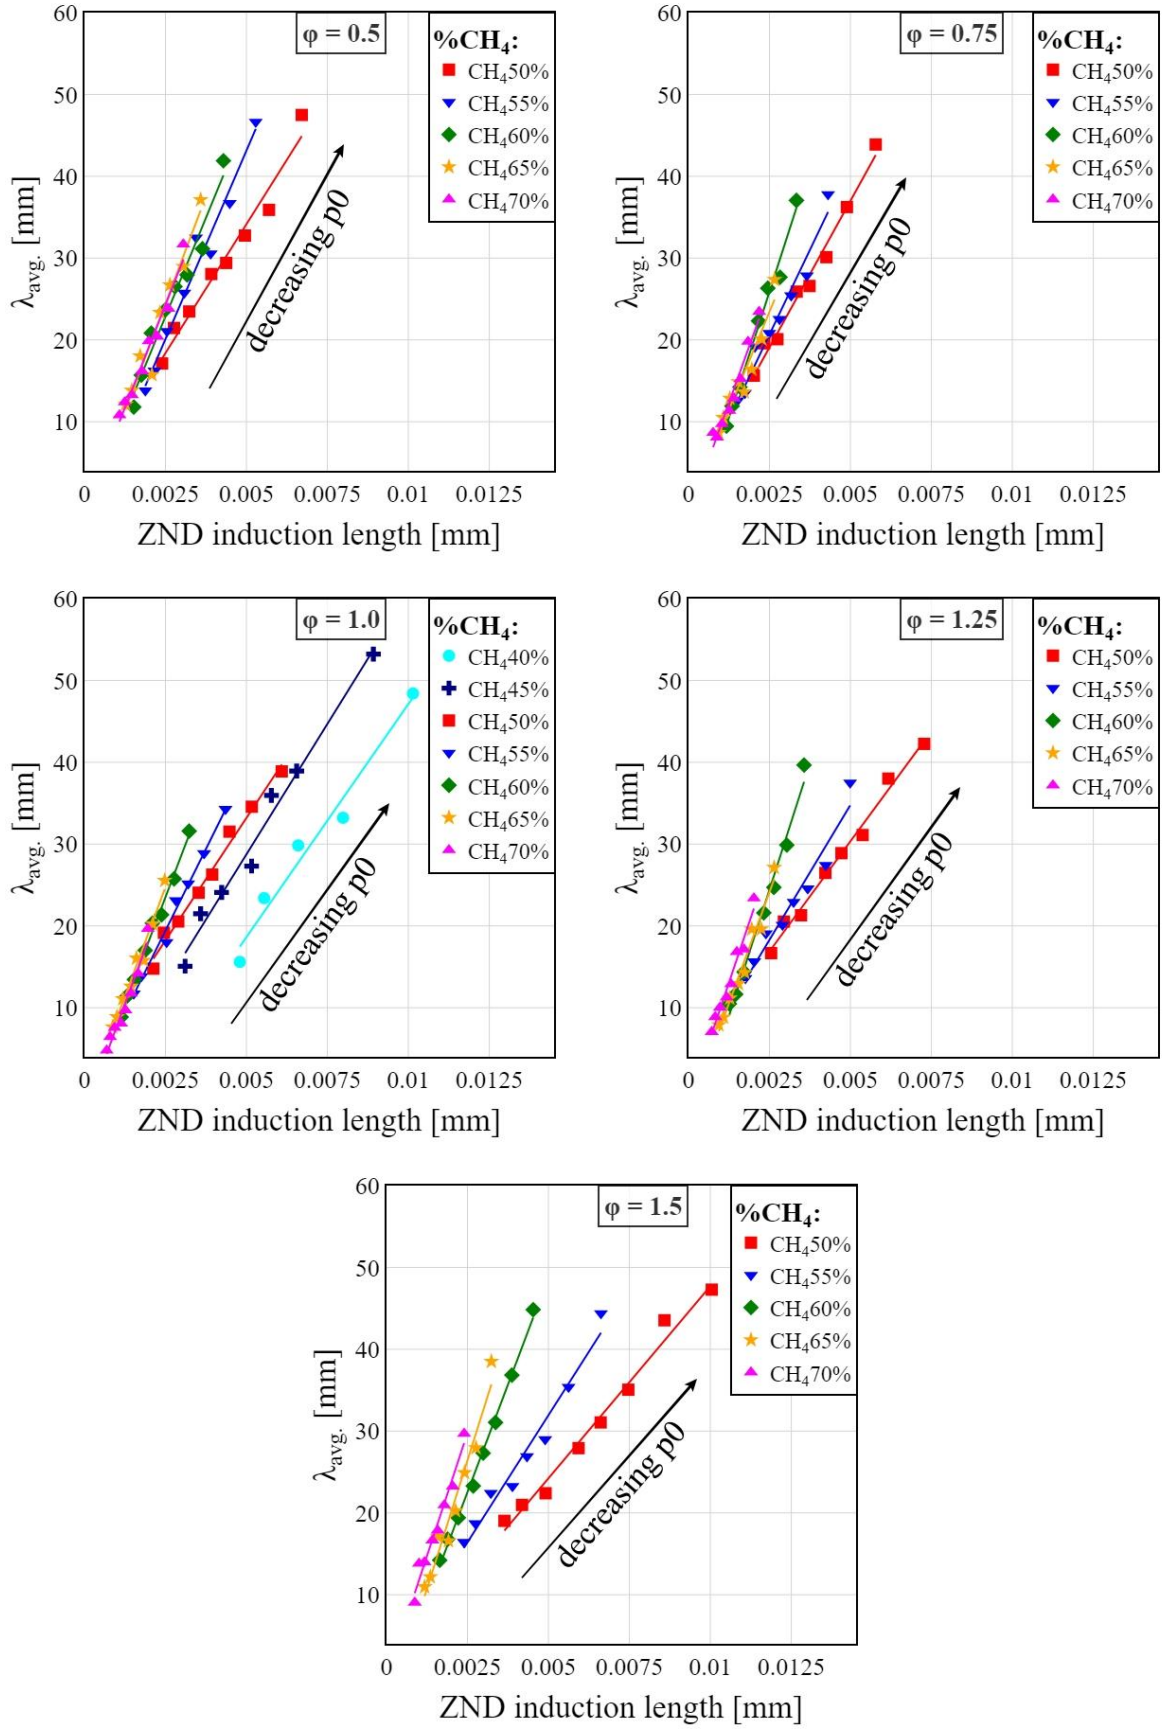 φ = 0.5
%CH₄:
CH₄50%
CH₄55%
CH₄60%
CH₄65%
CH₄70%
60
50
40
30
20
10
λavg. [mm]
decreasing p0
0 0.0025 0.005 0.0075 0.01 0.0125
ZND induction length [mm]
φ = 0.75
%CH₄:
CH₄50%
CH₄55%
CH₄60%
CH₄65%
CH₄70%
60
50
40
30
20
10
λavg. [mm]
decreasing p0
0 0.0025 0.005 0.0075 0.01 0.0125
ZND induction length [mm]
φ = 1.0
%CH₄:
CH₄40%
CH₄45%
CH₄50%
CH₄55%
CH₄60%
CH₄65%
CH₄70%
60
50
40
30
20
10
λavg. [mm]
decreasing p0
0 0.0025 0.005 0.0075 0.01 0.0125
ZND induction length [mm]
φ = 1.25
%CH₄:
CH₄50%
CH₄55%
CH₄60%
CH₄65%
CH₄70%
60
50
40
30
20
10
λavg. [mm]
decreasing p0
0 0.0025 0.005 0.0075 0.01 0.0125
ZND induction length [mm]
φ = 1.5
%CH₄:
CH₄50%
CH₄55%
CH₄60%
CH₄65%
CH₄70%
60
50
40
30
20
10
λavg. [mm]
decreasing p0
0 0.0025 0.005 0.0075 0.01 0.0125
ZND induction length [mm]